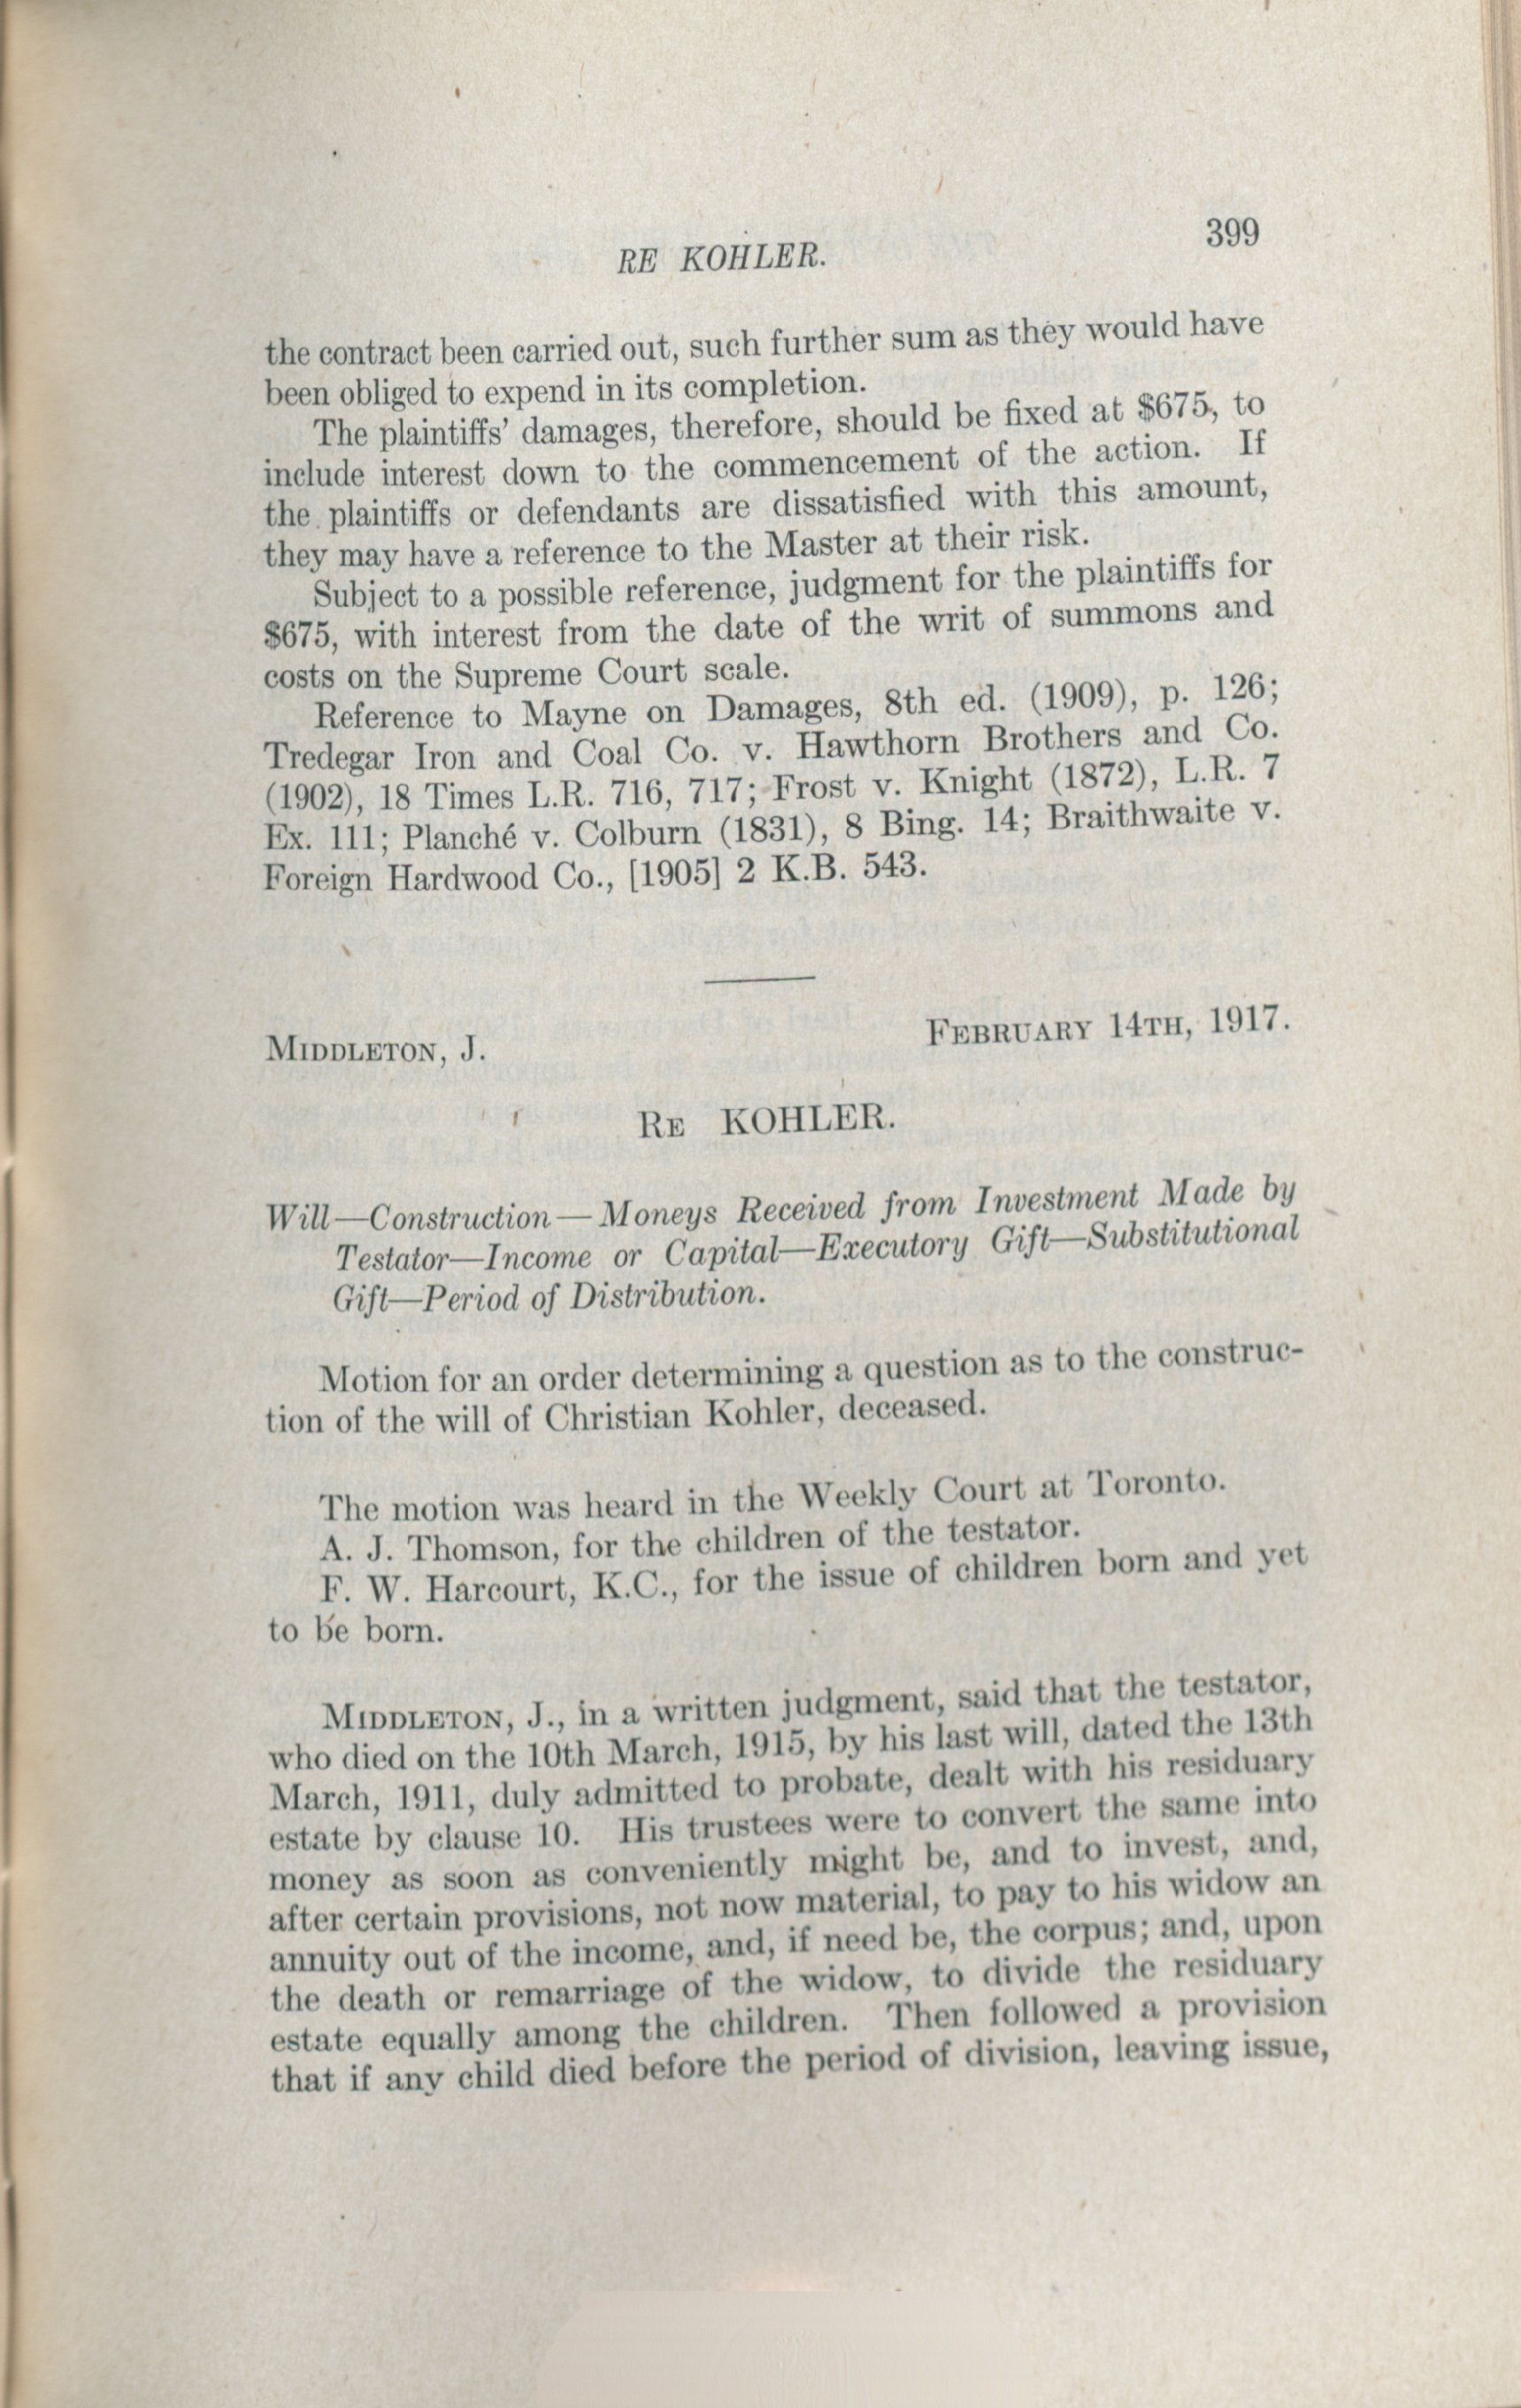 399
RE KOHLER.
the contract been carried out, such further sum as they would have
been obliged to expend in its completion.
The plaintiffs' damages, therefore, should be fixed at $675, to
include interest down to the commencement of the action. If
the plaintiffs or defendants are dissatisfied with this amount,
they may have a reference to the Master at their risk.
Subject to a possible reference, judgment for the plaintiffs for
$675, with interest from the date of the writ of summons and
costs on the Supreme Court scale.
Reference to Mayne on Damages, 8th ed. (1909), p. 126;
Tredegar Iron and Coal Co. v. Hawthorn Brothers and Co.
(1902), 18 Times L.R. 716, 717; Frost v. Knight (1872), L.R. 7
Ex. 111; Planché v. Colburn (1831), 8 Bing. 14; Braithwaite v.
Foreign Hardwood Co., [1905] 2 K.B. 543.
MIDDLETON, J. FEBRUARY 14TH, 1917.
RE KOHLER.
Will—Construction—Moneys Received from Investment Made by
Testator—Income or Capital—Executory Gift—Substitutional
Gift—Period of Distribution.
Motion for an order determining a question as to the construc-
tion of the will of Christian Kohler, deceased.
The motion was heard in the Weekly Court at Toronto.
A. J. Thomson, for the children of the testator.
F. W. Harcourt, K.C., for the issue of children born and yet
to be born.
MIDDLETON, J., in a written judgment, said that the testator,
who died on the 10th March, 1915, by his last will, dated the 13th
March, 1911, duly admitted to probate, dealt with his residuary
estate by clause 10. His trustees were to convert the same into
money as soon as conveniently might be, and to invest, and,
after certain provisions, not now material, to pay to his widow an
annuity out of the income, and, if need be, the corpus; and, upon
the death or remarriage of the widow, to divide the residuary
estate equally among the children. Then followed a provision
that if any child died before the period of division, leaving issue,